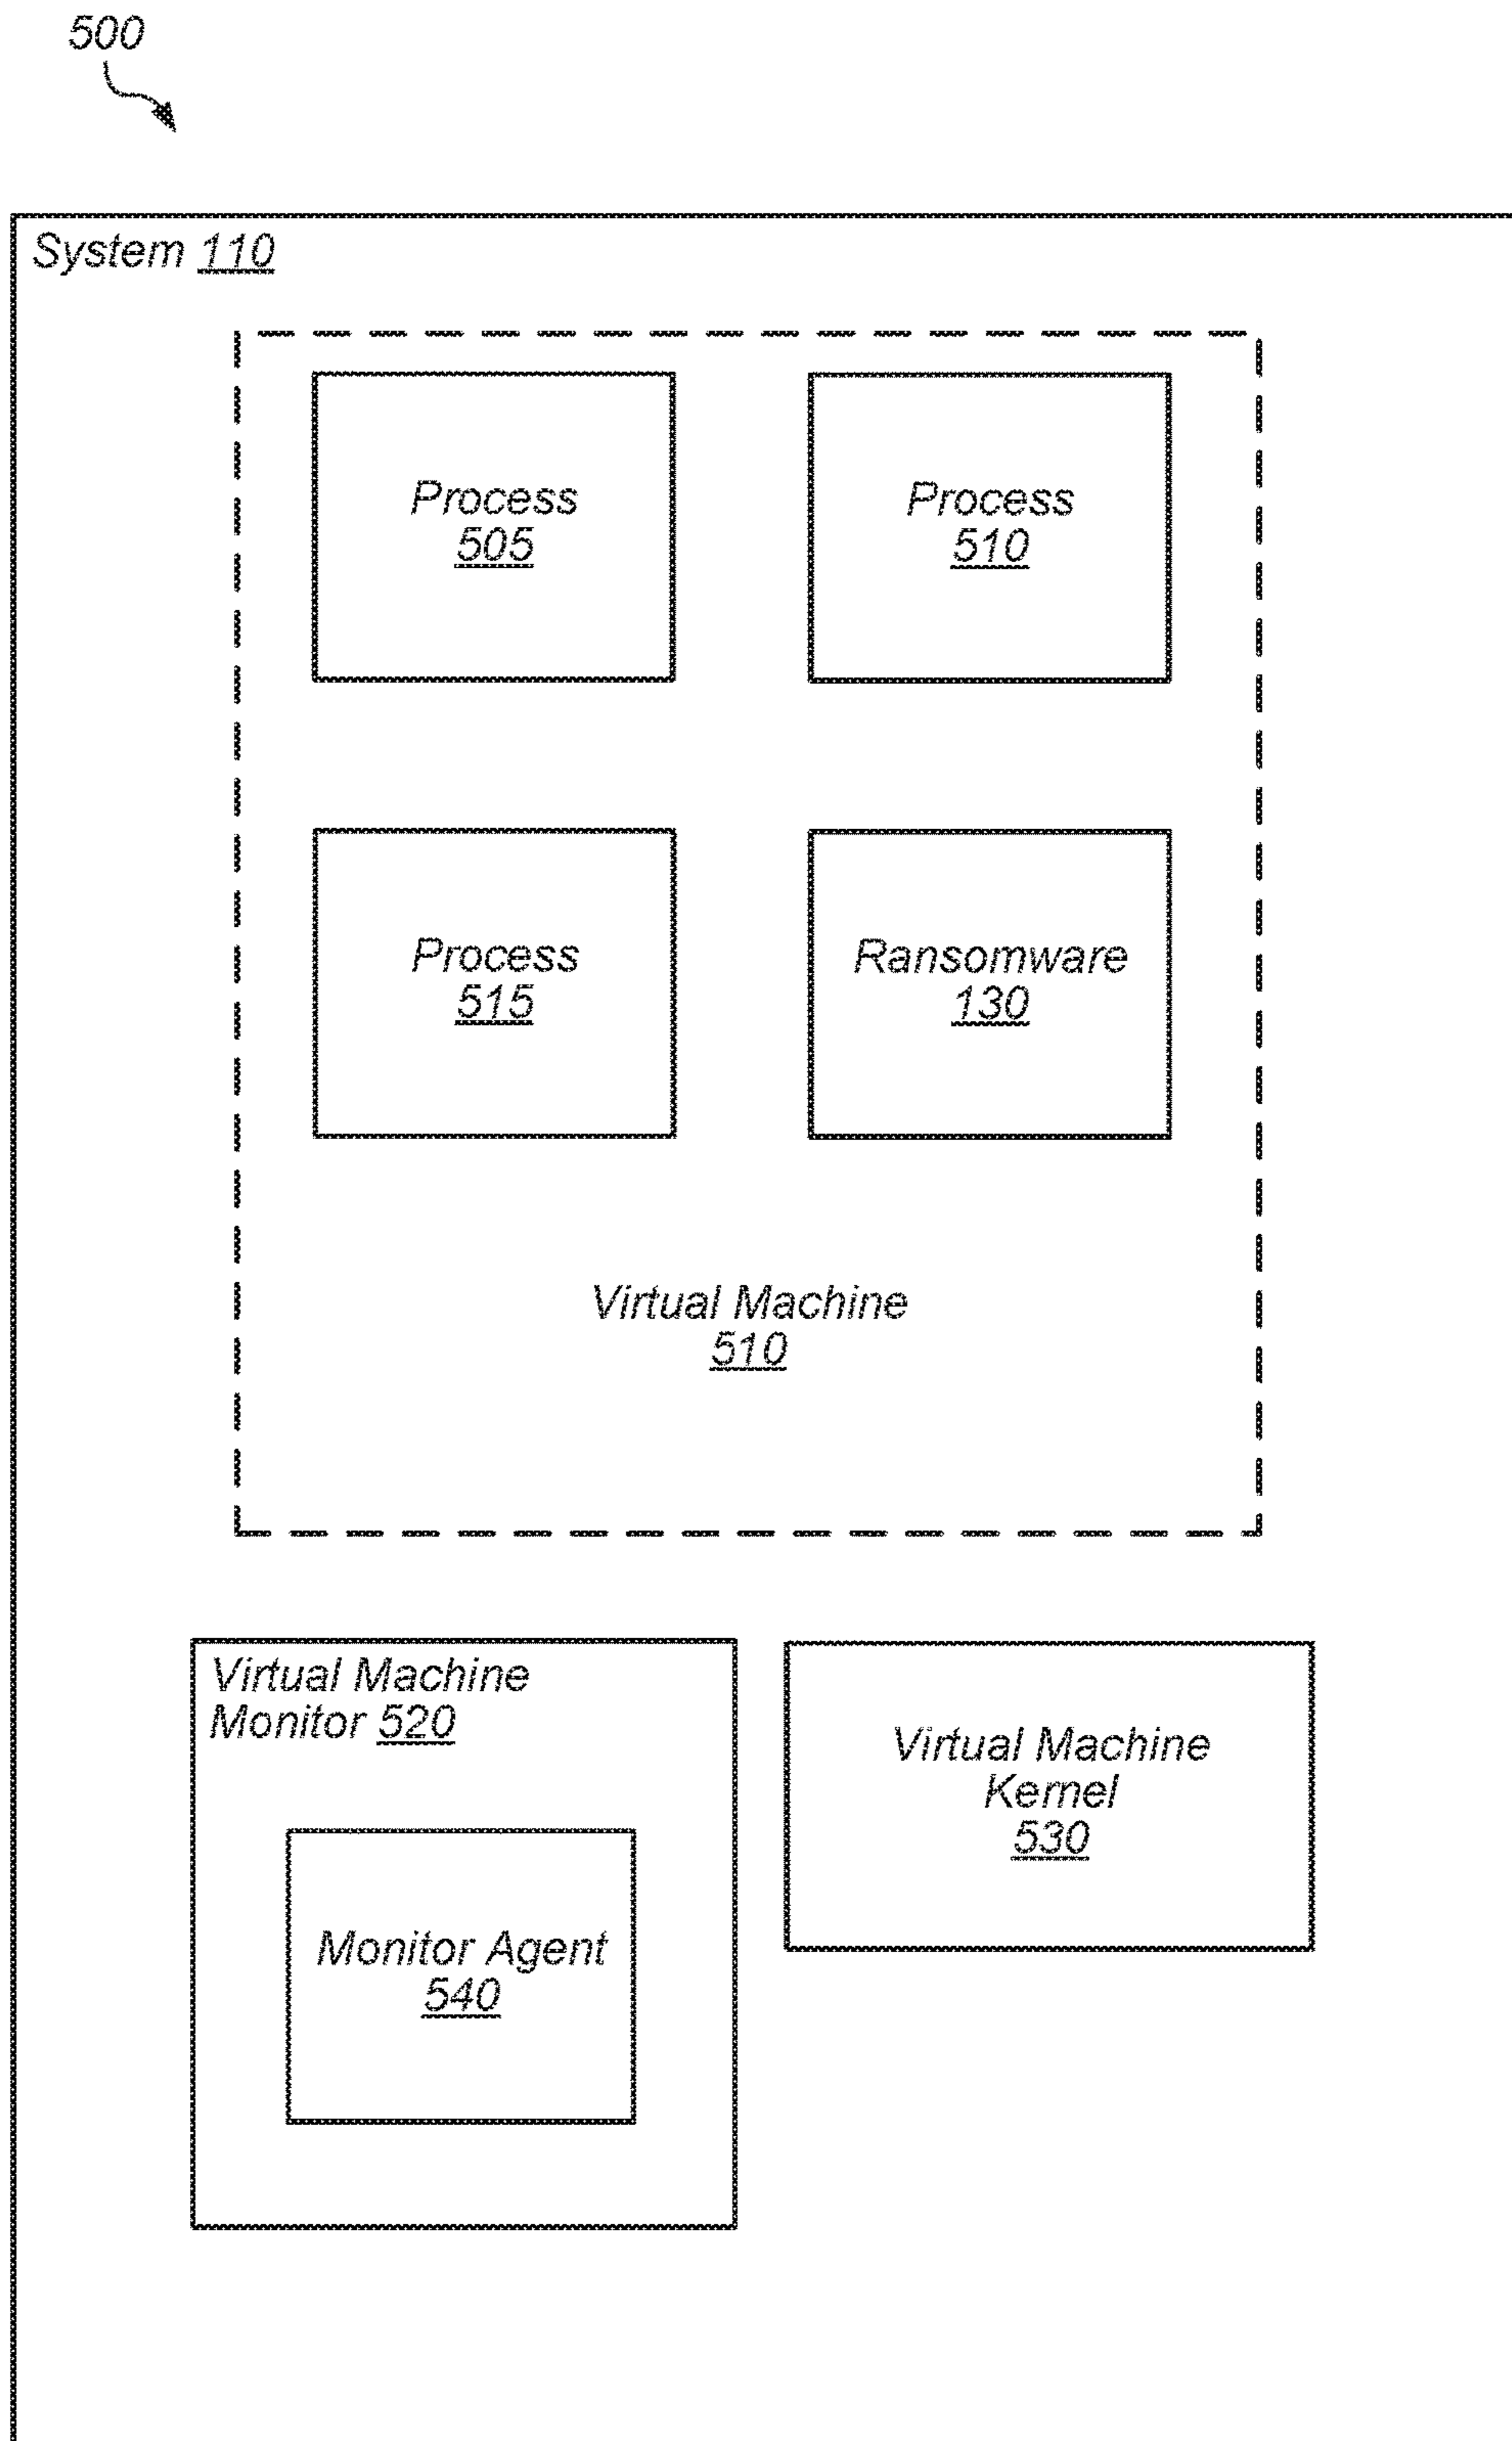 500
System 110
Process
505
Process
510
Process
515
Ransomware
130
Virtual Machine
510
Virtual Machine
Monitor 520
Monitor Agent
540
Virtual Machine
Kernel
530